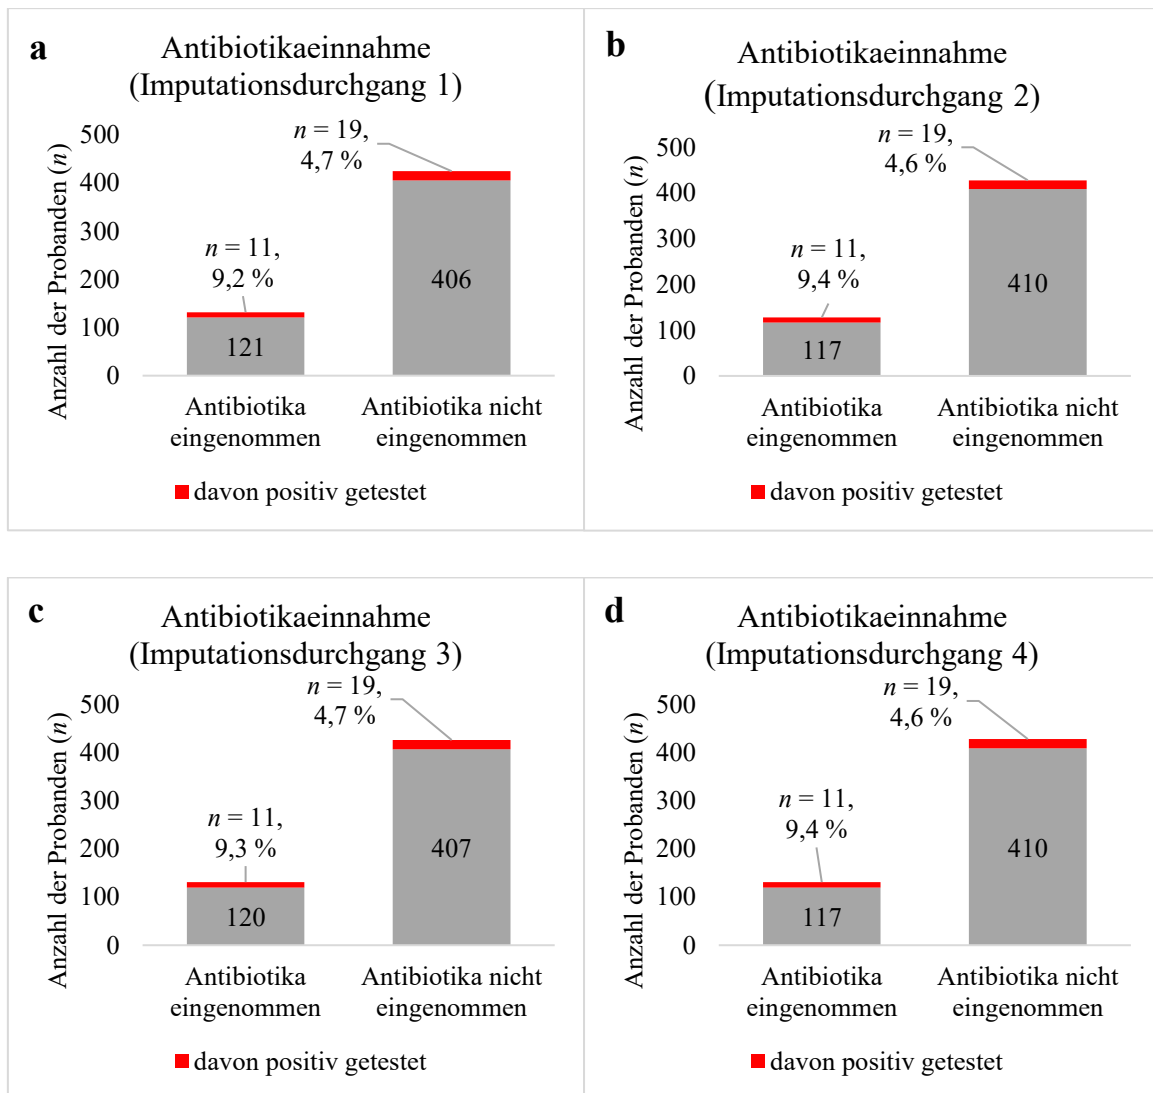 a
Antibiotikaeinnahme
(Imputationsdurchgang 1)
Anzahl der Probanden (n)
500
400
300
200
100
0
n = 11,
9,2 %
n = 19,
4,7 %
121
406
Antibiotika
eingenommen
Antibiotika nicht
eingenommen
davon positiv getestet
b
Antibiotikaeinnahme
(Imputationsdurchgang 2)
Anzahl der Probanden (n)
500
400
300
200
100
0
n = 11,
9,4 %
n = 19,
4,6 %
117
410
Antibiotika
eingenommen
Antibiotika nicht
eingenommen
davon positiv getestet
c
Antibiotikaeinnahme
(Imputationsdurchgang 3)
Anzahl der Probanden (n)
500
400
300
200
100
0
n = 11,
9,3 %
n = 19,
4,7 %
120
407
Antibiotika
eingenommen
Antibiotika nicht
eingenommen
davon positiv getestet
d
Antibiotikaeinnahme
(Imputationsdurchgang 4)
Anzahl der Probanden (n)
500
400
300
200
100
0
n = 11,
9,4 %
n = 19,
4,6 %
117
410
Antibiotika
eingenommen
Antibiotika nicht
eingenommen
davon positiv getestet